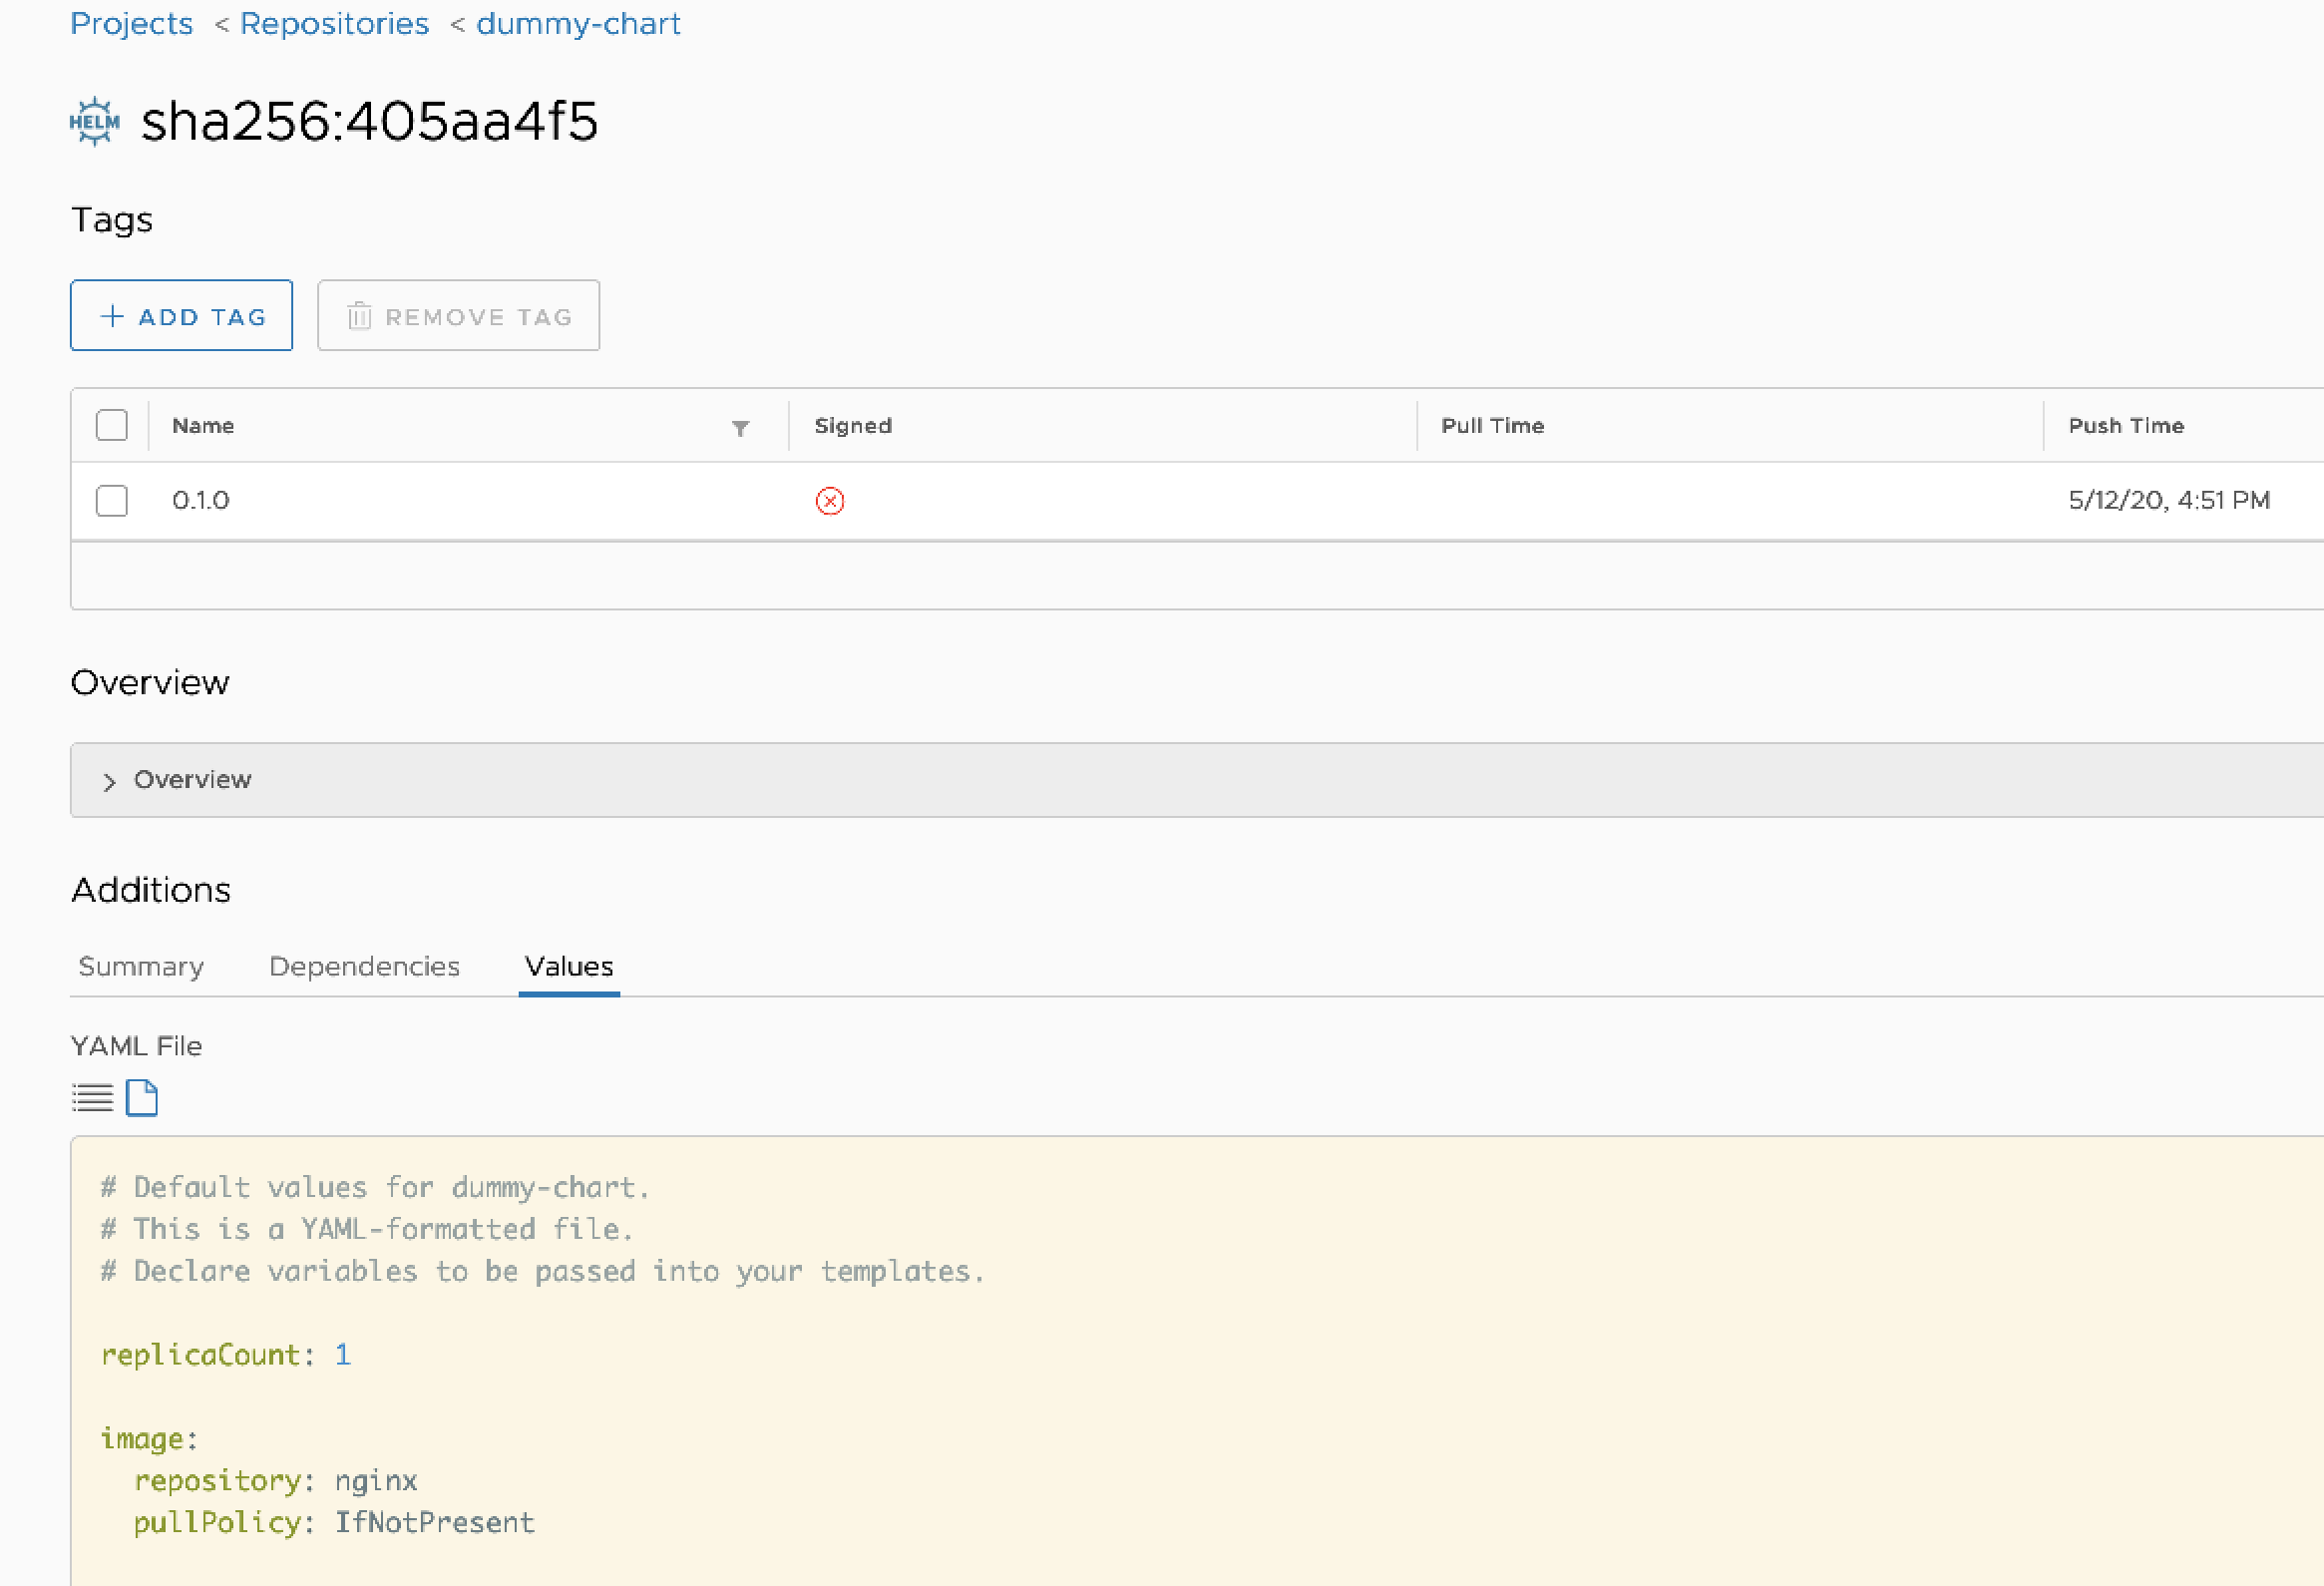 Projects < Repositories < dummy-chart
HELM sha256:405aa4f5
Tags
+ ADD TAG REMOVE TAG
Name Signed Pull Time Push Time
0.1.0 5/12/20, 4:51 PM
Overview
> Overview
Additions
Summary Dependencies Values
YAML File
# Default values for dummy-chart.
# This is a YAML-formatted file.
# Declare variables to be passed into your templates.
replicaCount: 1
image:
  repository: nginx
  pullPolicy: IfNotPresent